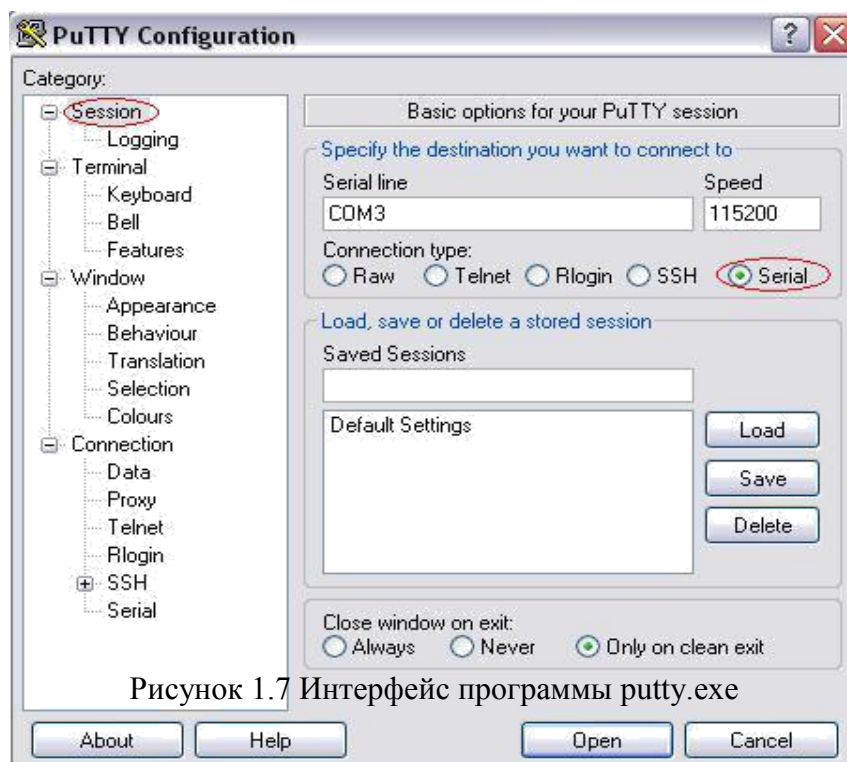 PuTTY Configuration
Category:
Session
Logging
Terminal
Keyboard
Bell
Features
Window
Appearance
Behaviour
Translation
Selection
Colours
Connection
Data
Proxy
Telnet
Rlogin
SSH
Serial
Basic options for your PuTTY session
Specify the destination you want to connect to
Serial line Speed
COM3 115200
Connection type:
Raw Telnet Rlogin SSH Serial
Load, save or delete a stored session
Saved Sessions
Default Settings
Load
Save
Delete
Close window on exit:
Always Never Only on clean exit
Рисунок 1.7 Интерфейс программы putty.exe
About Help Open Cancel